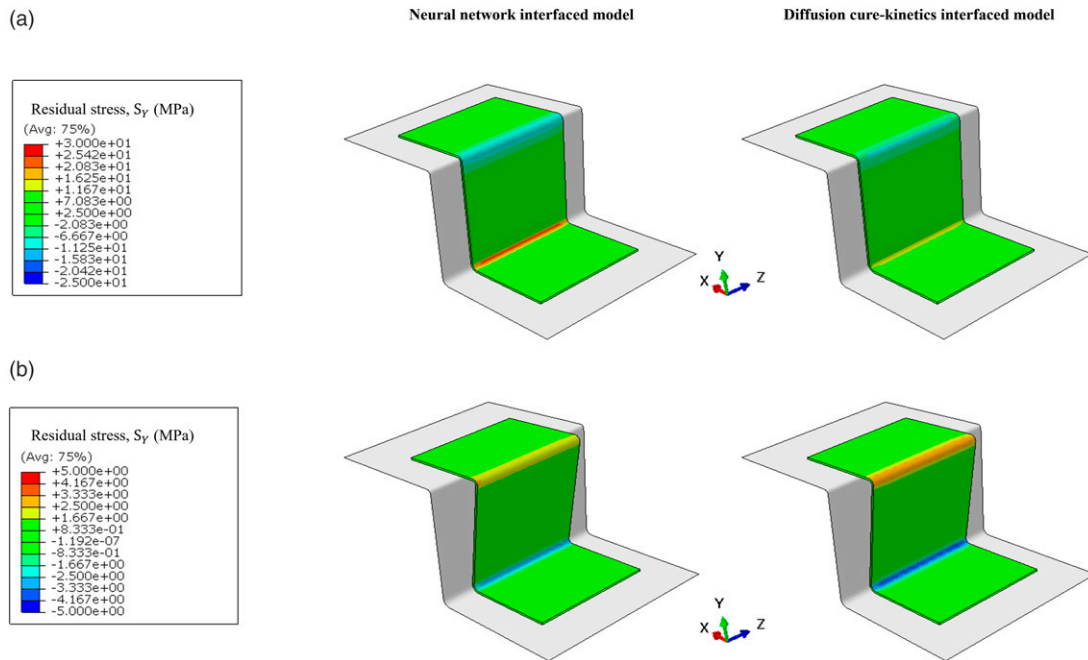 (a)
Neural network interfaced model
Diffusion cure-kinetics interfaced model
Residual stress, SY (MPa)
(Avg: 75%)
+3.000e+01
+2.542e+01
+2.083e+01
+1.625e+01
+1.167e+01
+7.083e+00
+2.500e+00
-2.083e+00
-6.667e+00
-1.125e+01
-1.583e+01
-2.042e+01
-2.500e+01
Y
X
Z
Y
X
Z
(b)
Residual stress, SY (MPa)
(Avg: 75%)
+5.000e+00
+4.167e+00
+3.333e+00
+2.500e+00
+1.667e+00
+8.333e-01
-1.192e-07
-8.333e-01
-1.667e+00
-2.500e+00
-3.333e+00
-4.167e+00
-5.000e+00
Y
X
Z
Y
X
Z